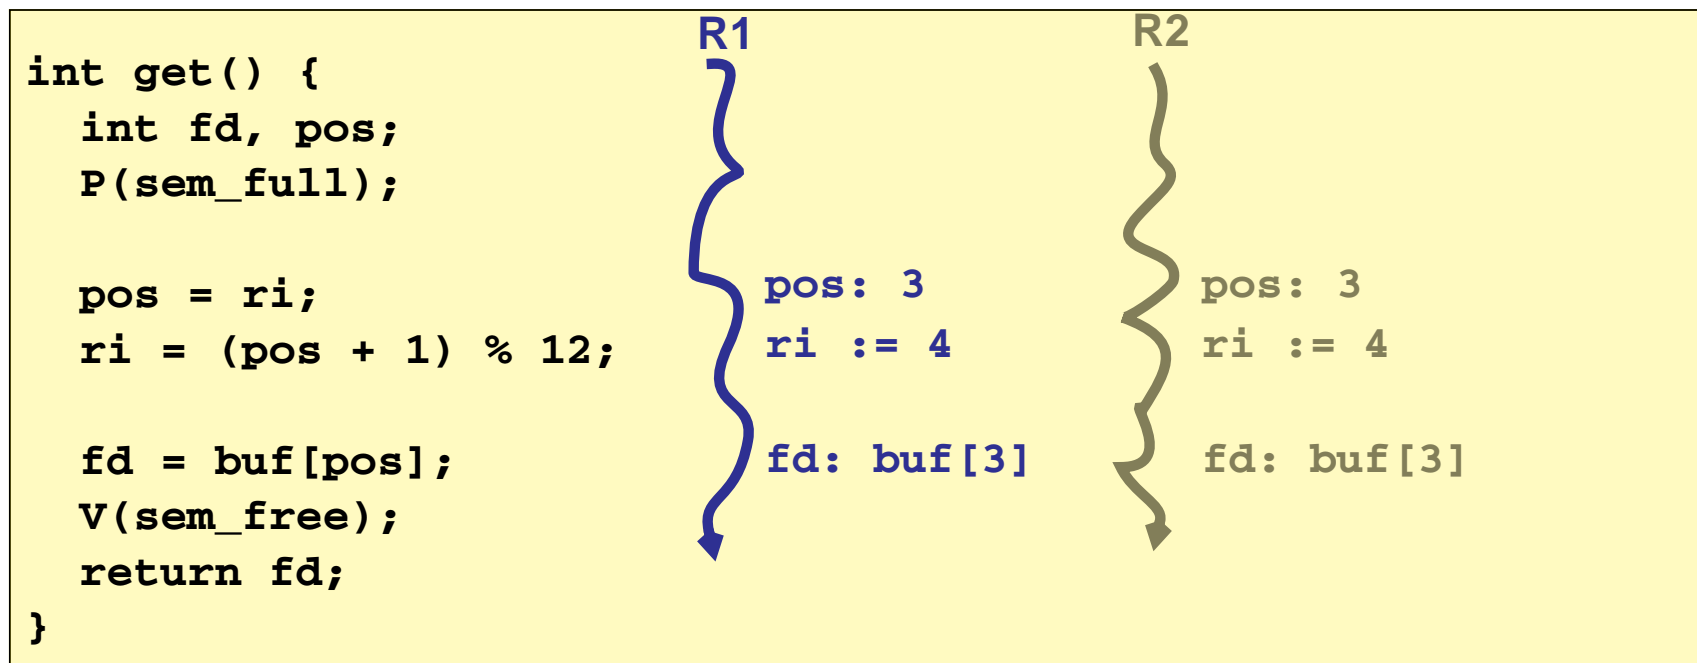 R1 R2
int get() {
int fd, pos;
P(sem_full);
pos = ri; pos: 3 pos: 3
ri = (pos + 1) % 12; ri := 4 ri := 4
fd = buf[pos]; fd: buf[3] fd: buf[3]
V(sem_free);
return fd;
}